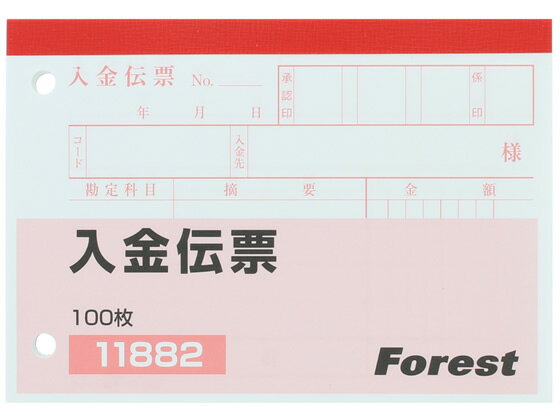 入金伝票 No.
承認印 係印
年 月 日
コード 入金先 様
勘定科目 摘要 金額
入金伝票
100枚
11882
Forest